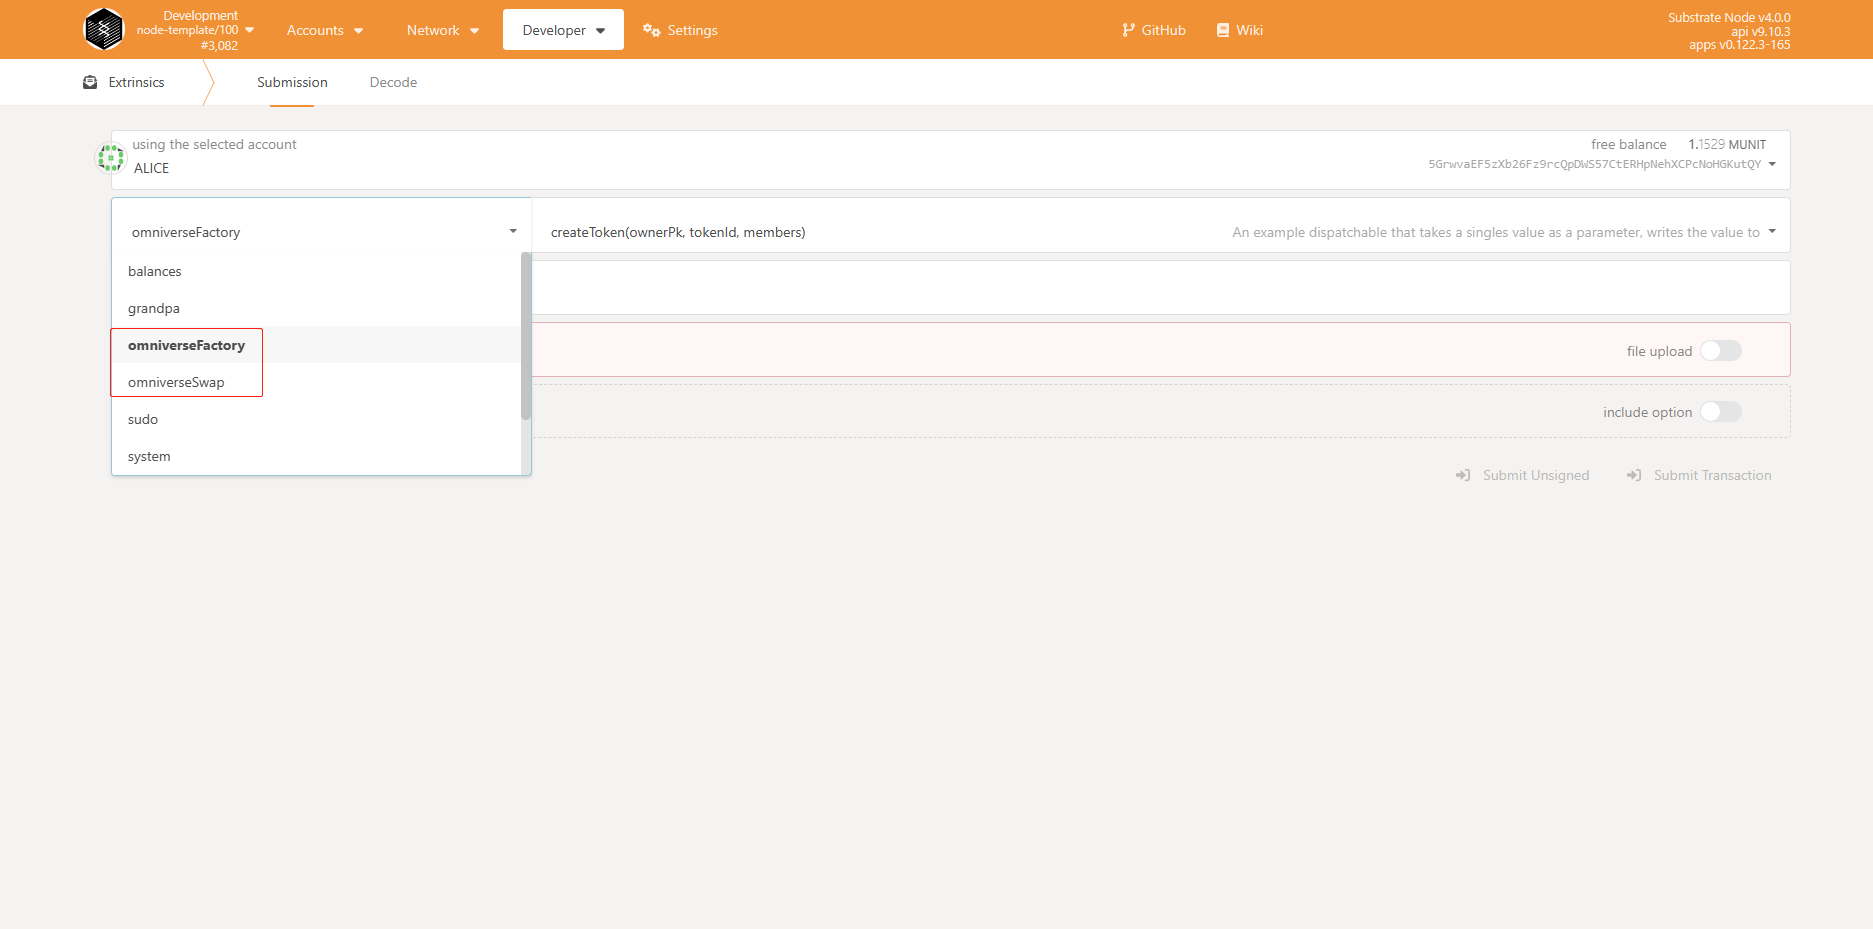 Development
node-template/100
#3,082
Accounts
Network
Developer
Settings
GitHub
Wiki
Substrate Node v4.0.0
api v9.10.3
apps v0.122.3-165
Extrinsics
Submission
Decode
using the selected account
ALICE
free balance 1.1529 MUNIT
5GrwvaEF5zXb26Fz9rcQpDWS57CtERHpNehXCPcNoHGKutQY
omniverseFactory
createToken(ownerPk, tokenId, members)
An example dispatchable that takes a singles value as a parameter, writes the value to
balances
grandpa
omniverseFactory
omniverseSwap
sudo
system
file upload
include option
Submit Unsigned
Submit Transaction